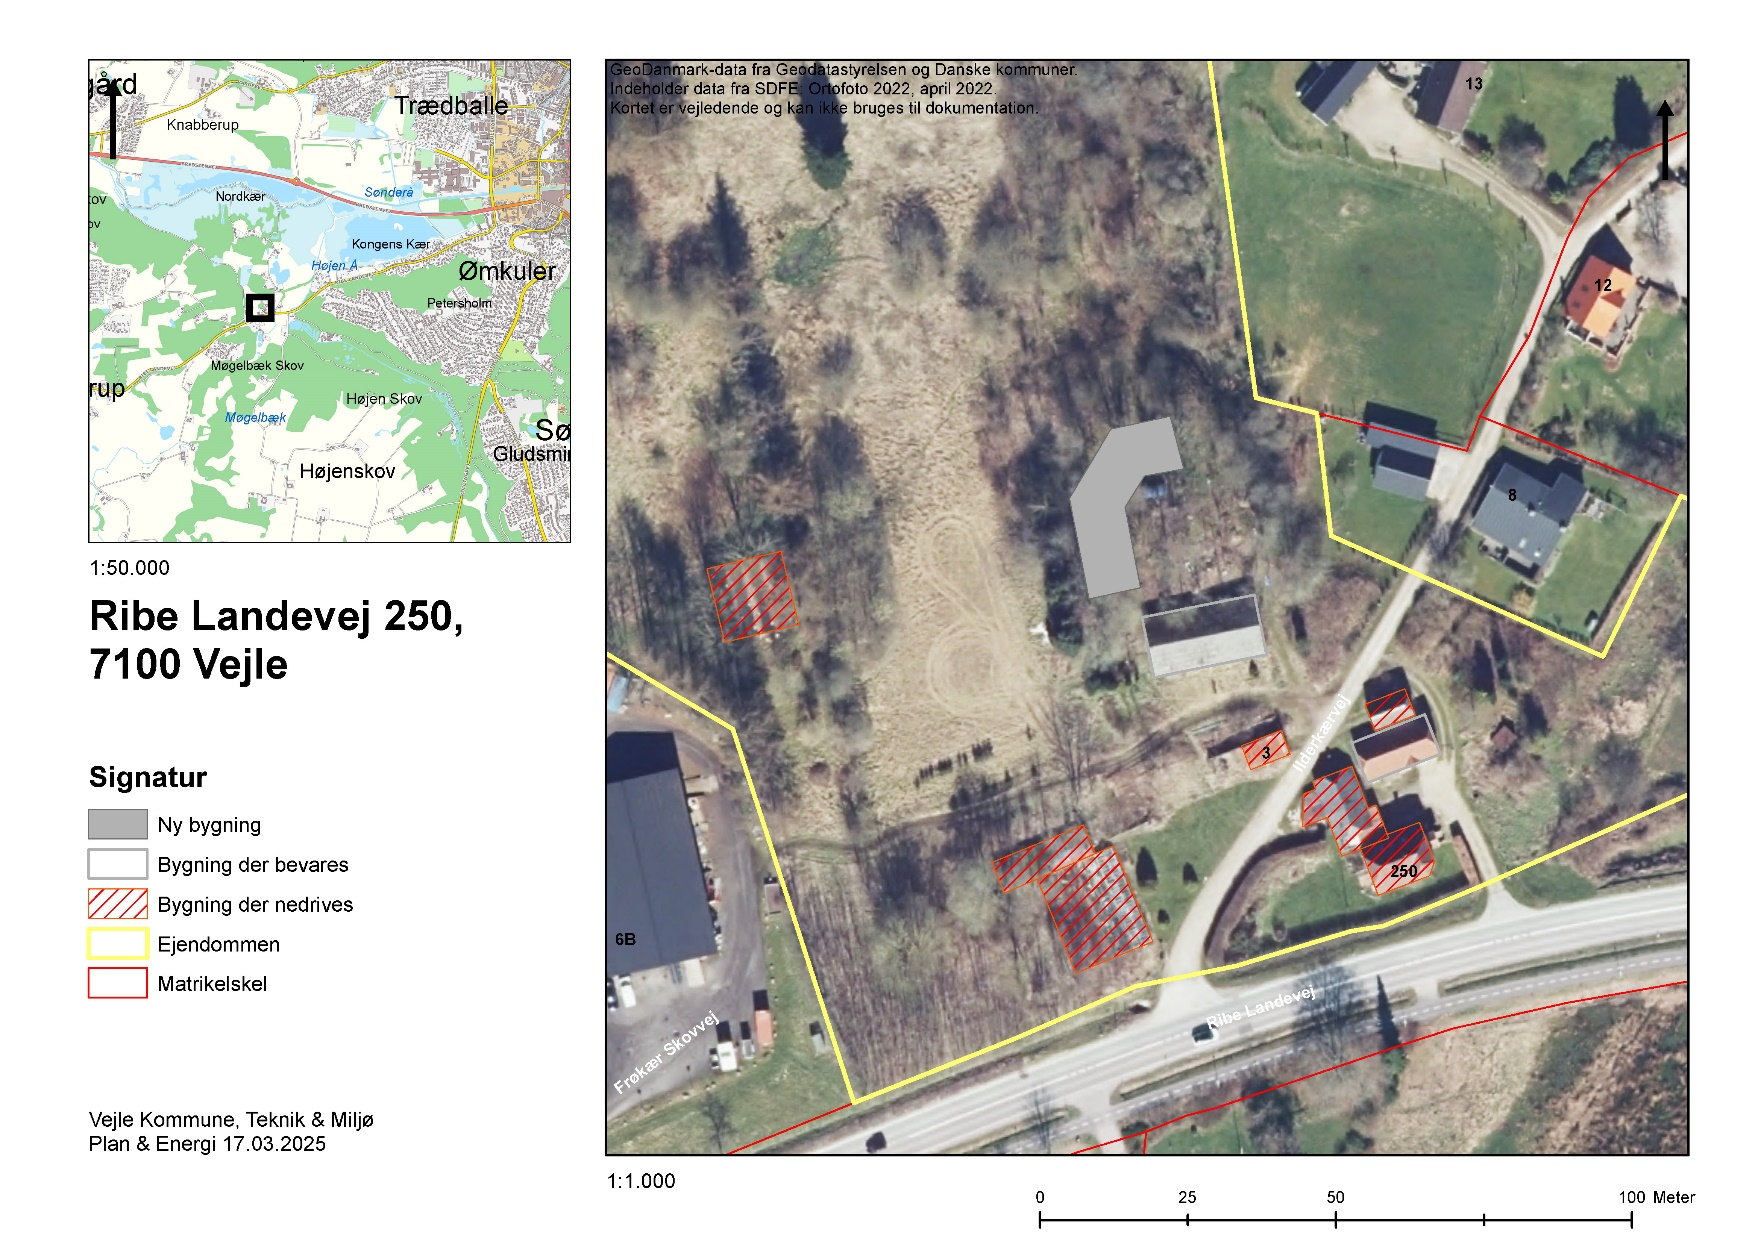 gård
Trædballe
Knabberup
Nordkær
Sønderå
Kongens Kær
Højen Å
Ømkuler
Petersholm
Møgelbæk Skov
rup
Højen Skov
Møgelbæk
Sø
Gludsmin
Højenskov
1:50.000
Ribe Landevej 250,
7100 Vejle
Signatur
Ny bygning
Bygning der bevares
Bygning der nedrives
Ejendommen
Matrikelskel
Vejle Kommune, Teknik & Miljø
Plan & Energi 17.03.2025
GeoDanmark-data fra Geodatastyrelsen og Danske kommuner.
Indeholder data fra SDFE: Ortofoto 2022, april 2022.
Kortet er vejledende og kan ikke bruges til dokumentation.
13
12
8
Ilderkærvej
3
250
6B
Ribe Landevej
Frøkær Skovvej
1:1.000
0 25 50 100 Meter